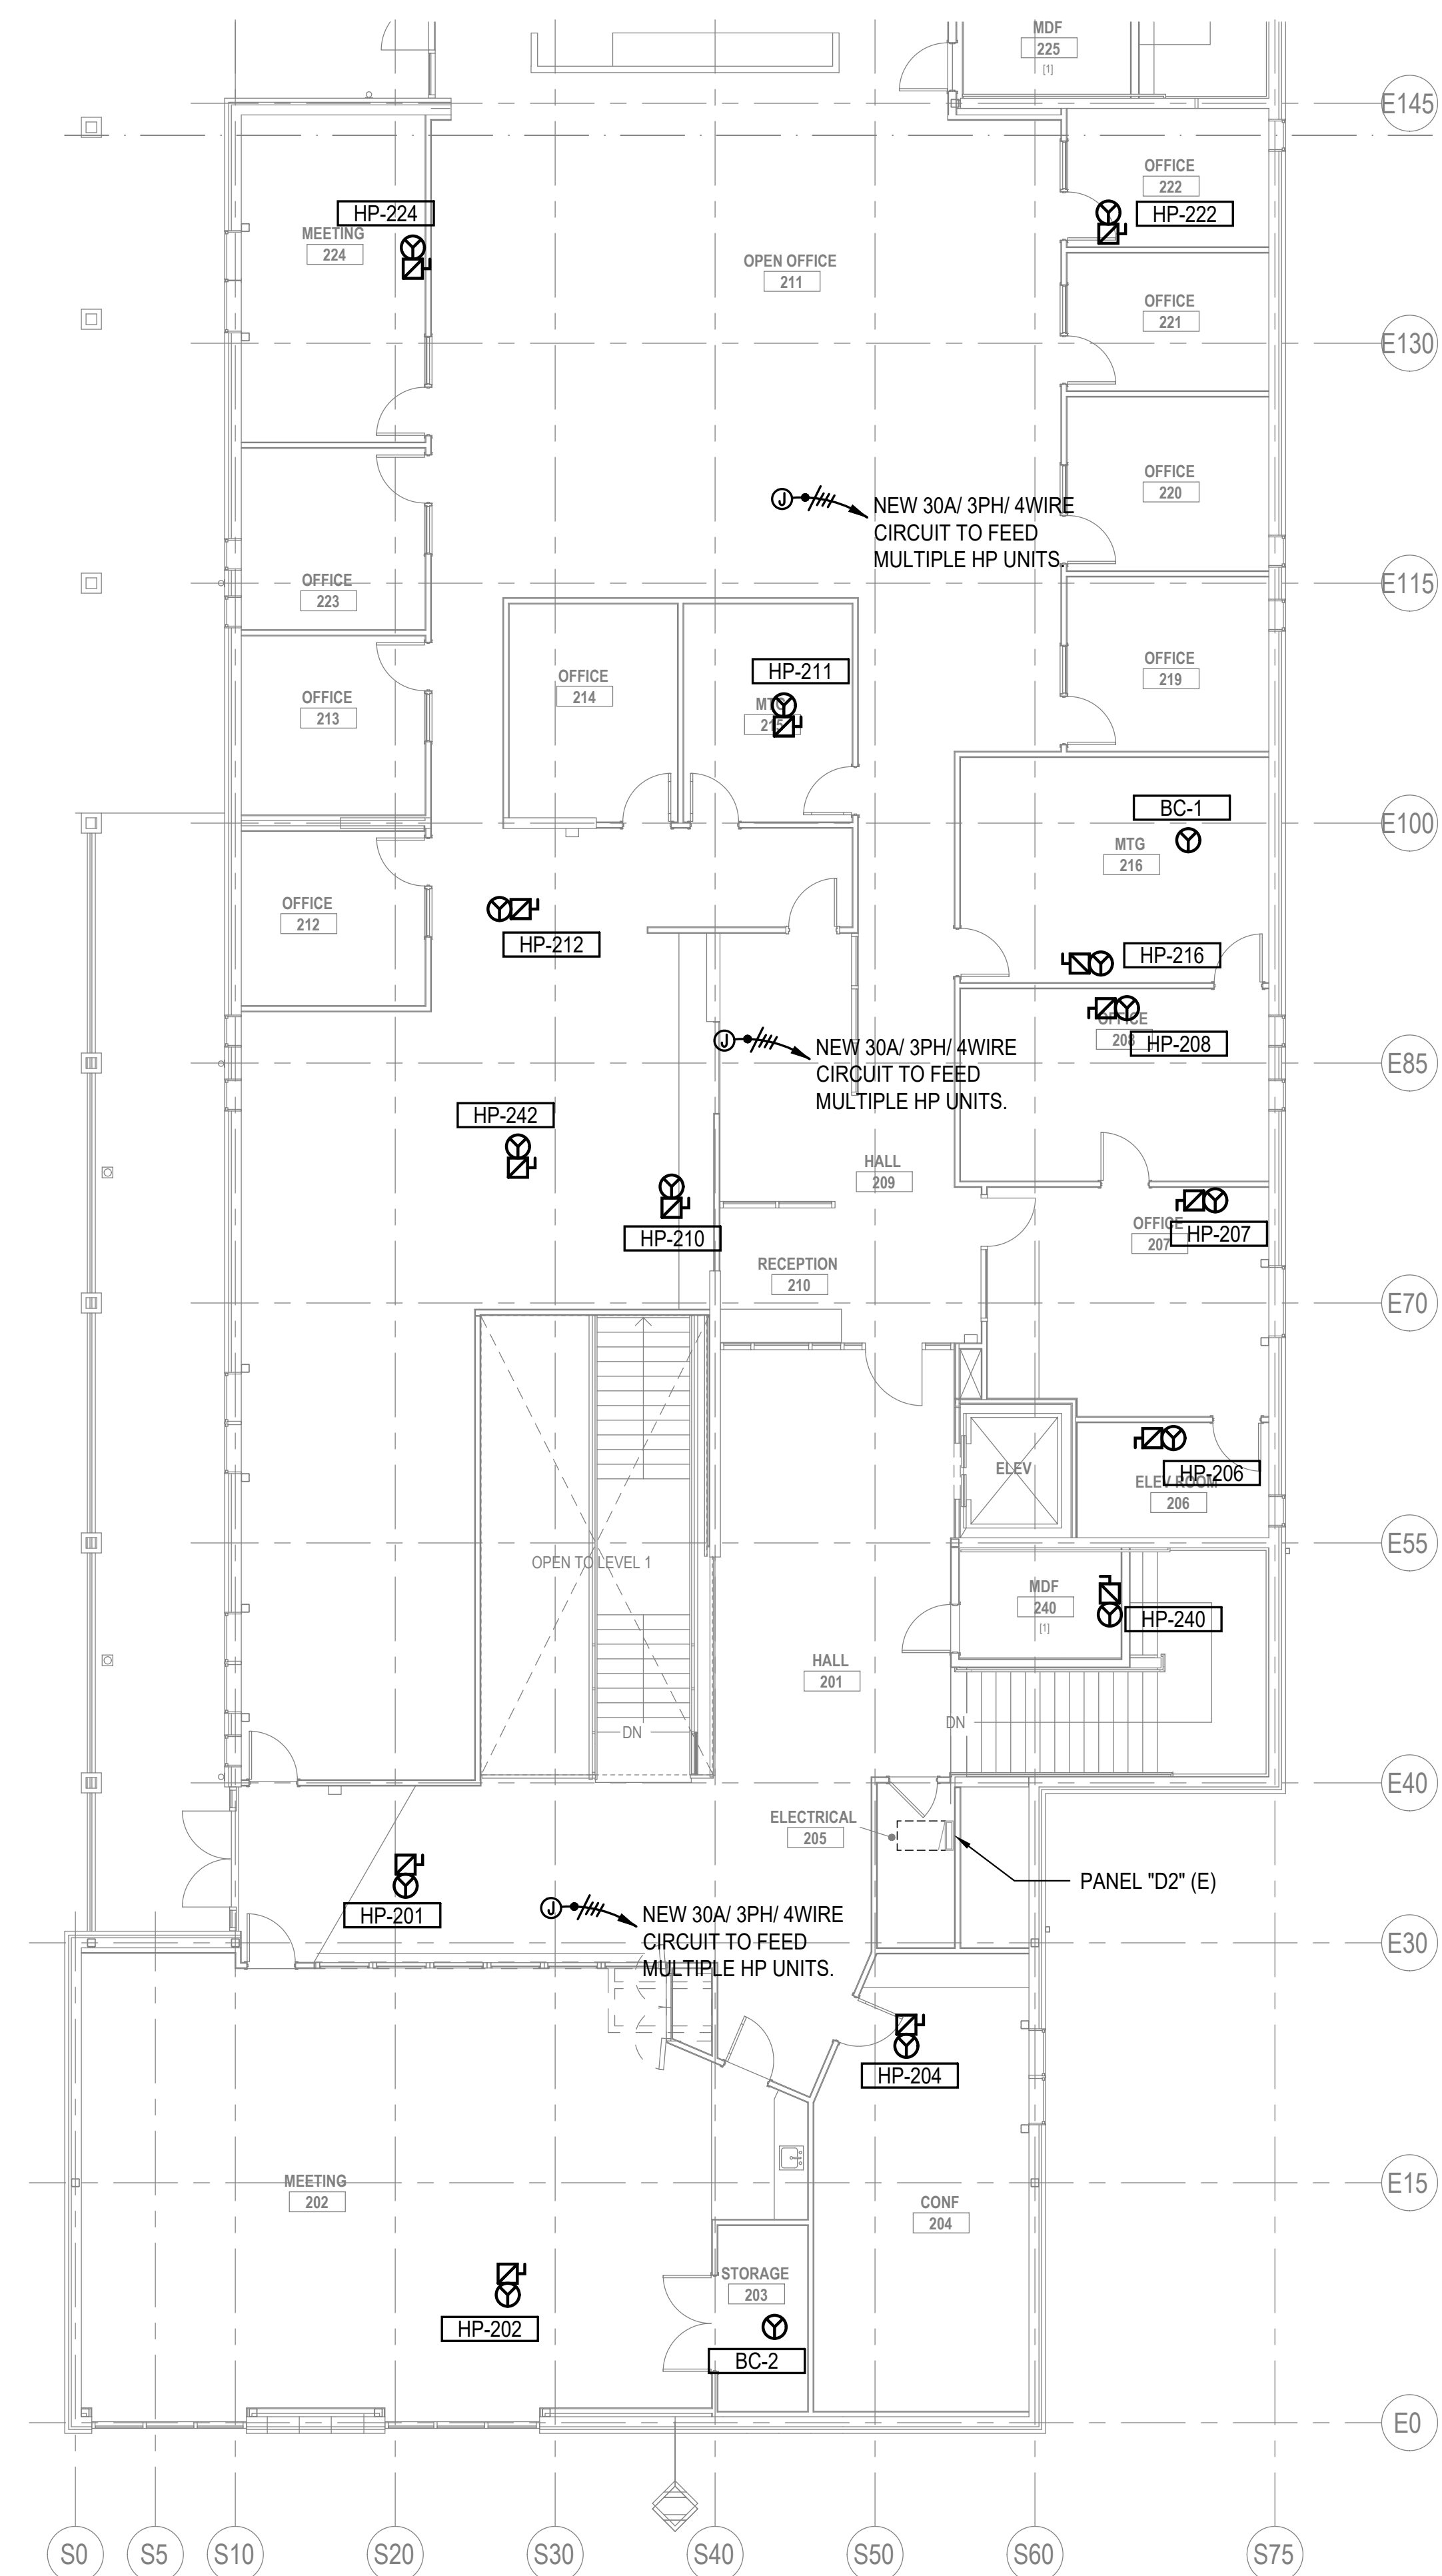 MDF
225
[1]
E145
OFFICE
222
HP-222
HP-224
MEETING
224
OPEN OFFICE
211
OFFICE
221
E130
OFFICE
220
NEW 30A/ 3PH/ 4WIRE
CIRCUIT TO FEED
MULTIPLE HP UNITS.
J
E115
OFFICE
223
OFFICE
219
OFFICE
214
HP-211
MTG
215
OFFICE
213
BC-1
E100
MTG
216
OFFICE
212
HP-212
HP-216
OFFICE
208
HP-208
J
NEW 30A/ 3PH/ 4WIRE
CIRCUIT TO FEED
MULTIPLE HP UNITS.
E85
HP-242
HALL
209
HP-210
OFFICE
207
HP-207
RECEPTION
210
E70
ELEV
HP-206
ELEV ROOM
206
E55
OPEN TO LEVEL 1
MDF
240
[1]
HP-240
HALL
201
DN
DN
E40
ELECTRICAL
205
PANEL "D2" (E)
HP-201
J
NEW 30A/ 3PH/ 4WIRE
CIRCUIT TO FEED
MULTIPLE HP UNITS.
E30
HP-204
MEETING
202
E15
CONF
204
STORAGE
203
HP-202
BC-2
E0
S0
S5
S10
S20
S30
S40
S50
S60
S75